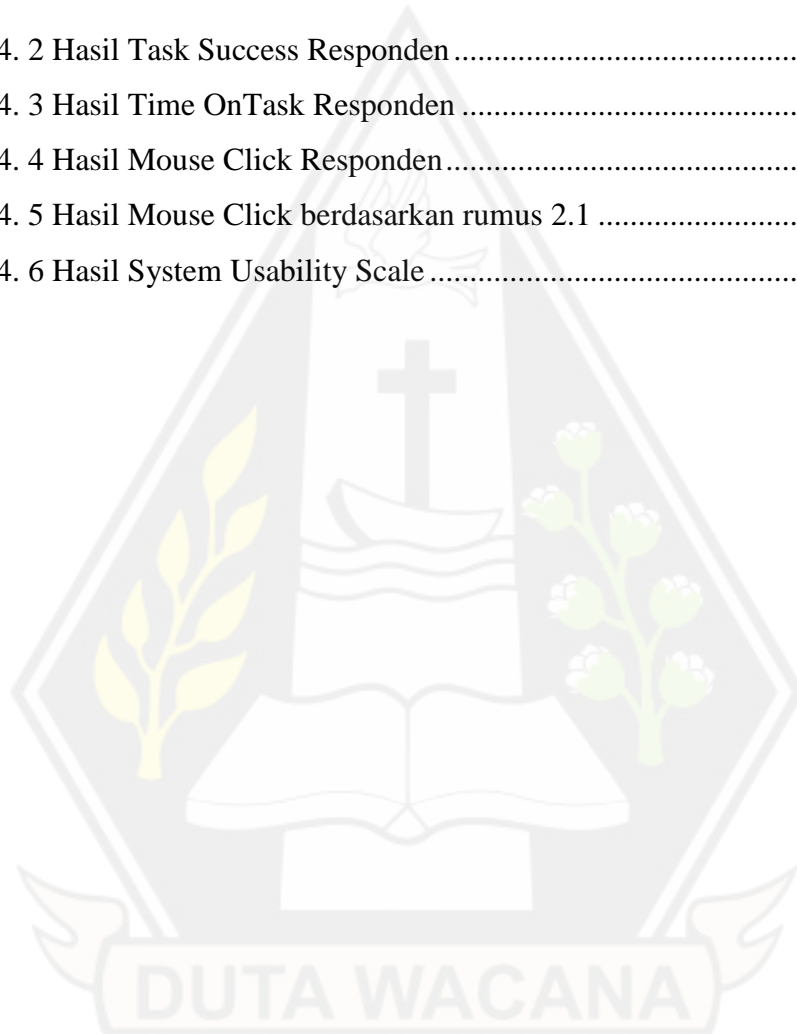 4. 2 Hasil Task Success Responden ...........................................
4. 3 Hasil Time OnTask Responden ..........................................
4. 4 Hasil Mouse Click Responden............................................
4. 5 Hasil Mouse Click berdasarkan rumus 2.1 .........................
4. 6 Hasil System Usability Scale ..............................................
DUTA WACANA